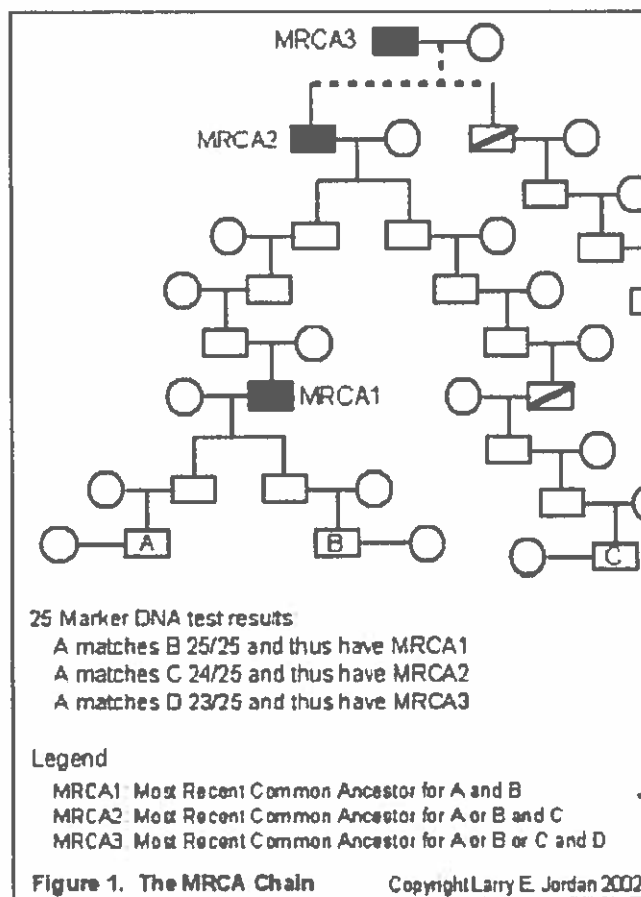 MRCA3
MRCA2
MRCA1
A
B
C
25 Marker DNA test results
A matches B 25/25 and thus have MRCA1
A matches C 24/25 and thus have MRCA2
A matches D 23/25 and thus have MRCA3
Legend
MRCA1: Most Recent Common Ancestor for A and B
MRCA2: Most Recent Common Ancestor for A or B and C
MRCA3: Most Recent Common Ancestor for A or B or C and D
Figure 1. The MRCA Chain Copyright Larry E. Jordan 2002